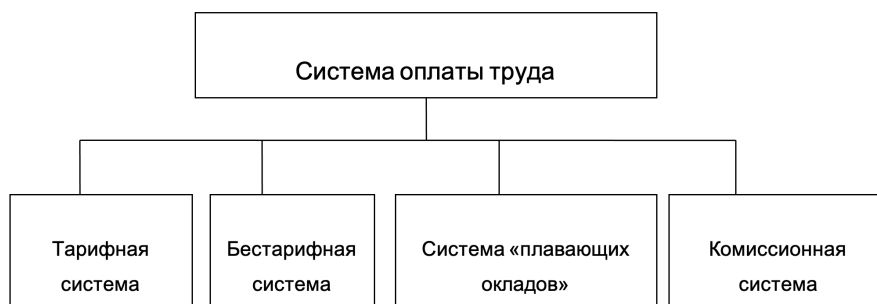 Система оплаты труда
Тарифная
система
Бестарифная
система
Система «плавающих
окладов»
Комиссионная
система